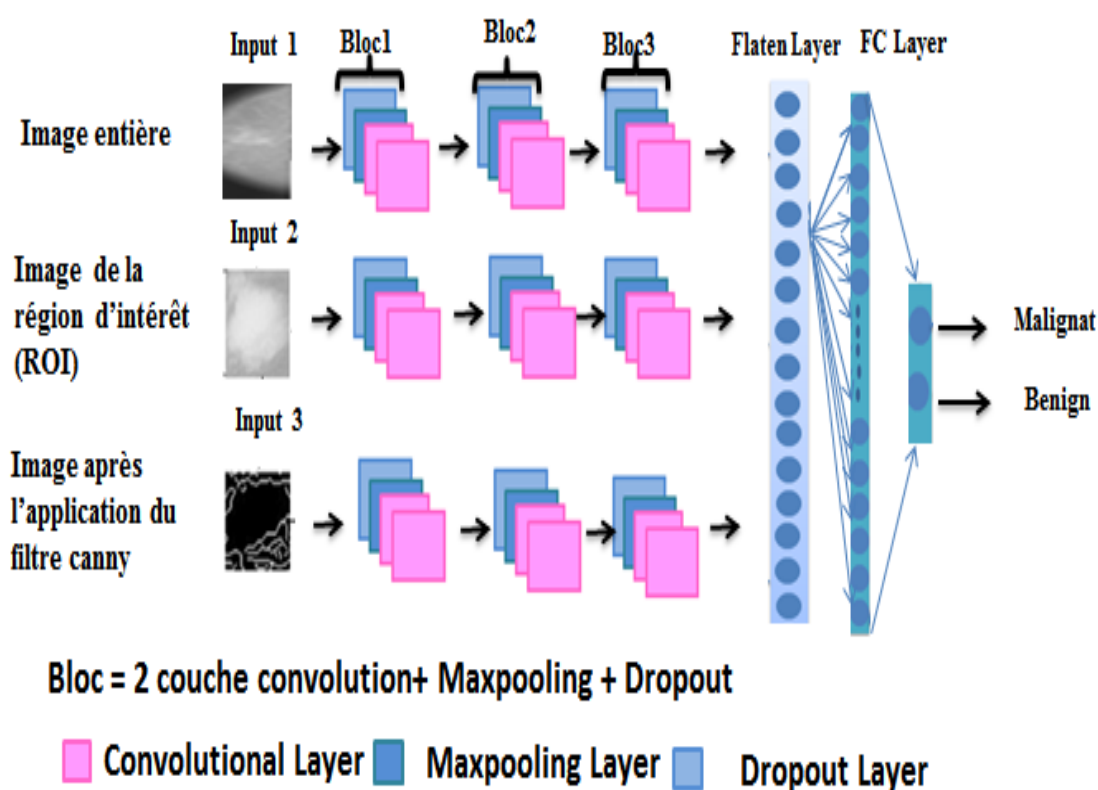 Input 1
Bloc1
Bloc2
Bloc3
Flaten Layer
FC Layer
Image entière
Input 2
Image de la
région d'intérêt
(ROI)
Malignat
Benign
Input 3
Image après
l'application du
filtre canny
Bloc = 2 couche convolution+ Maxpooling + Dropout
Convolutional Layer
Maxpooling Layer
Dropout Layer